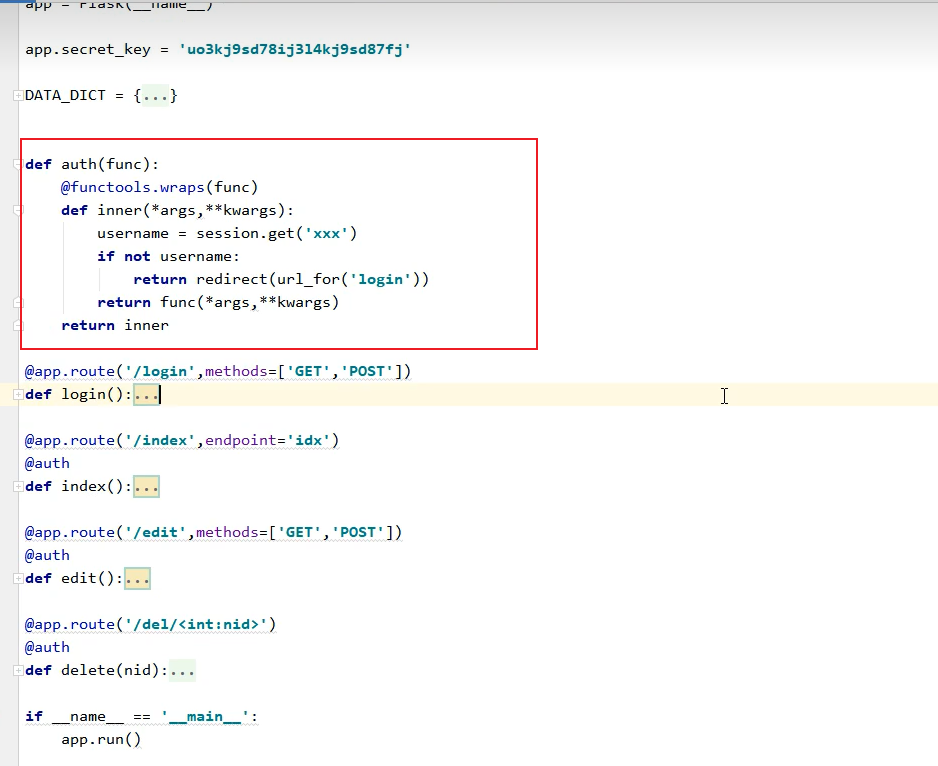 app = Flask(__name__)
app.secret_key = 'uo3kj9sd78ij3l4kj9sd87fj'
DATA_DICT = {...}
def auth(func):
    @functools.wraps(func)
    def inner(*args,**kwargs):
        username = session.get('xxx')
        if not username:
            return redirect(url_for('login'))
        return func(*args,**kwargs)
    return inner
@app.route('/login',methods=['GET','POST'])
def login():...
@app.route('/index',endpoint='idx')
@auth
def index():...
@app.route('/edit',methods=['GET','POST'])
@auth
def edit():...
@app.route('/del/<int:nid>')
@auth
def delete(nid):...
if __name__ == '__main__':
    app.run()